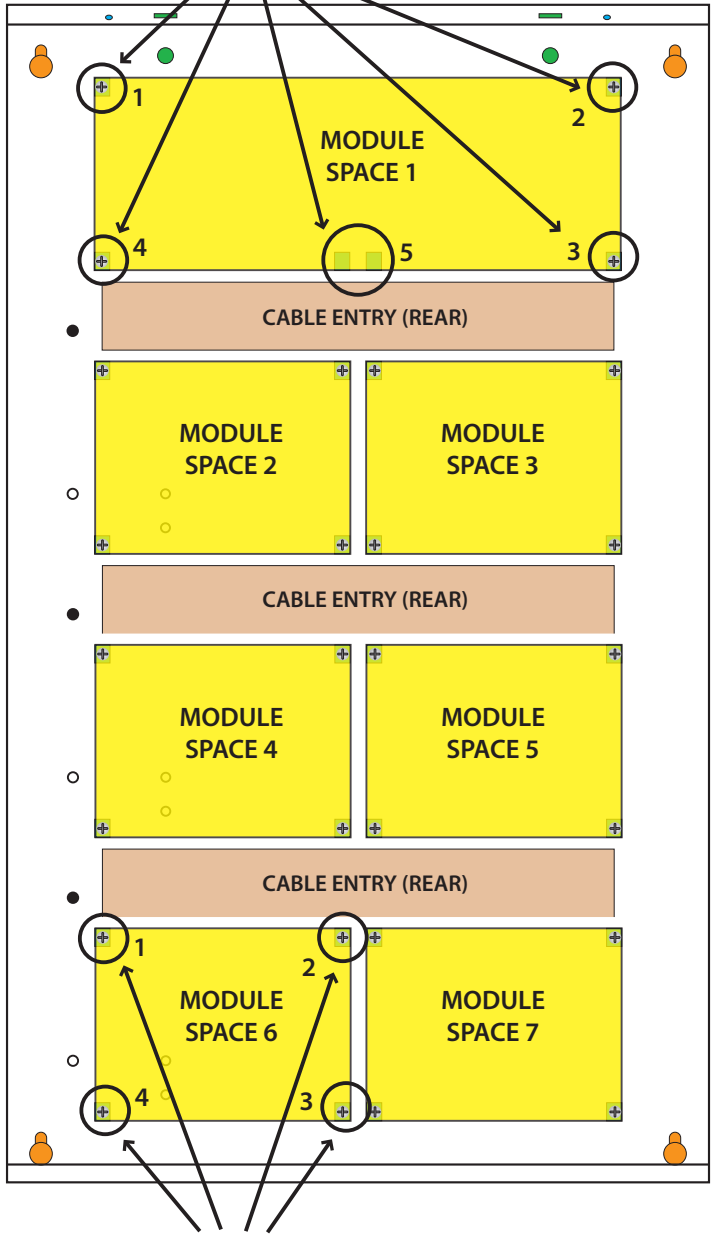 1
2
MODULE
SPACE 1
4
5
3
CABLE ENTRY (REAR)
MODULE
SPACE 2
MODULE
SPACE 3
CABLE ENTRY (REAR)
MODULE
SPACE 4
MODULE
SPACE 5
CABLE ENTRY (REAR)
1
2
MODULE
SPACE 6
4
3
MODULE
SPACE 7